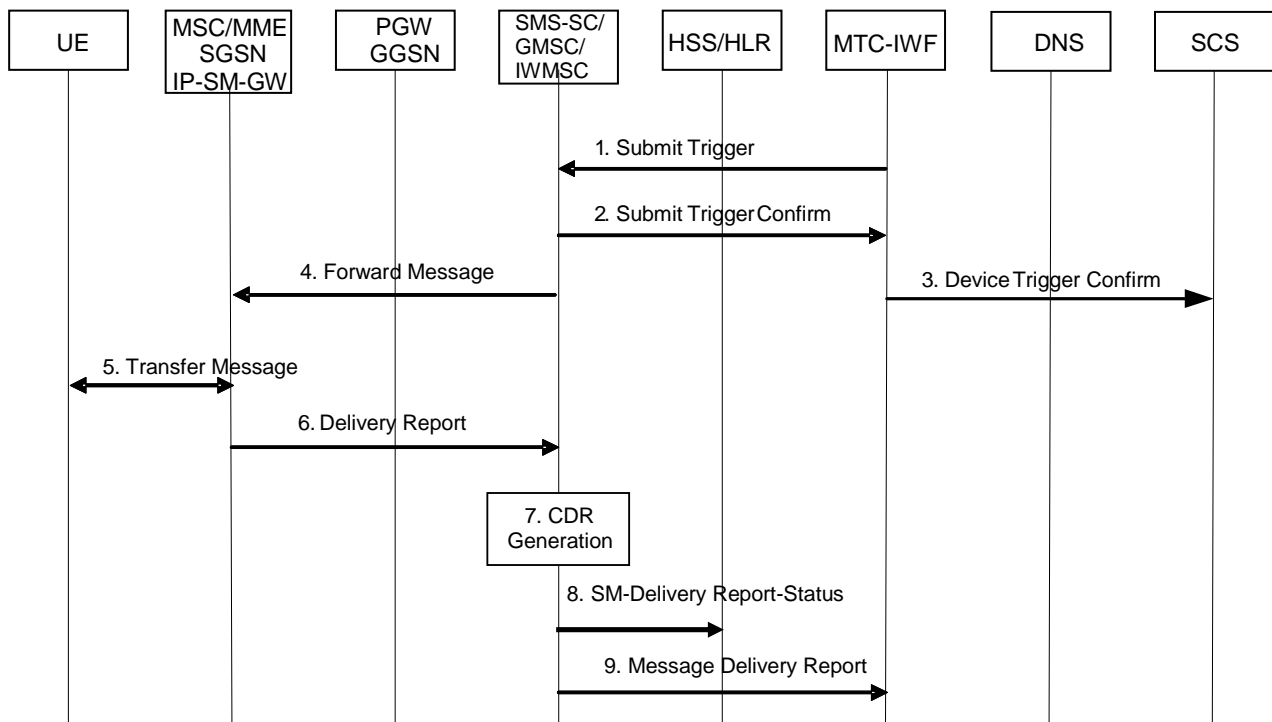 UE
MSC/MME
SGSN
IP-SM-GW
PGW
GGSN
SMS-SC/
GMSC/
IWMSC
HSS/HLR
MTC-IWF
DNS
SCS
1. Submit Trigger
2. Submit Trigger Confirm
4. Forward Message
3. Device Trigger Confirm
5. Transfer Message
6. Delivery Report
7. CDR
Generation
8. SM-Delivery Report-Status
9. Message Delivery Report